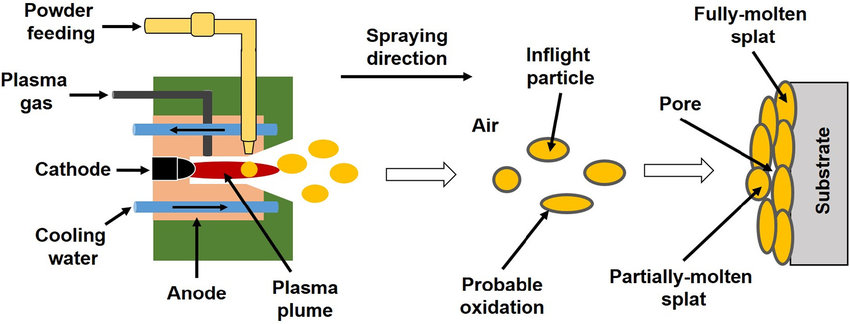 Powder
feeding
Plasma
gas
Cathode
Cooling
water
Anode
Plasma
plume
Spraying
direction
Air
Inflight
particle
Probable
oxidation
Fully-molten
splat
Pore
Partially-molten
splat
Substrate